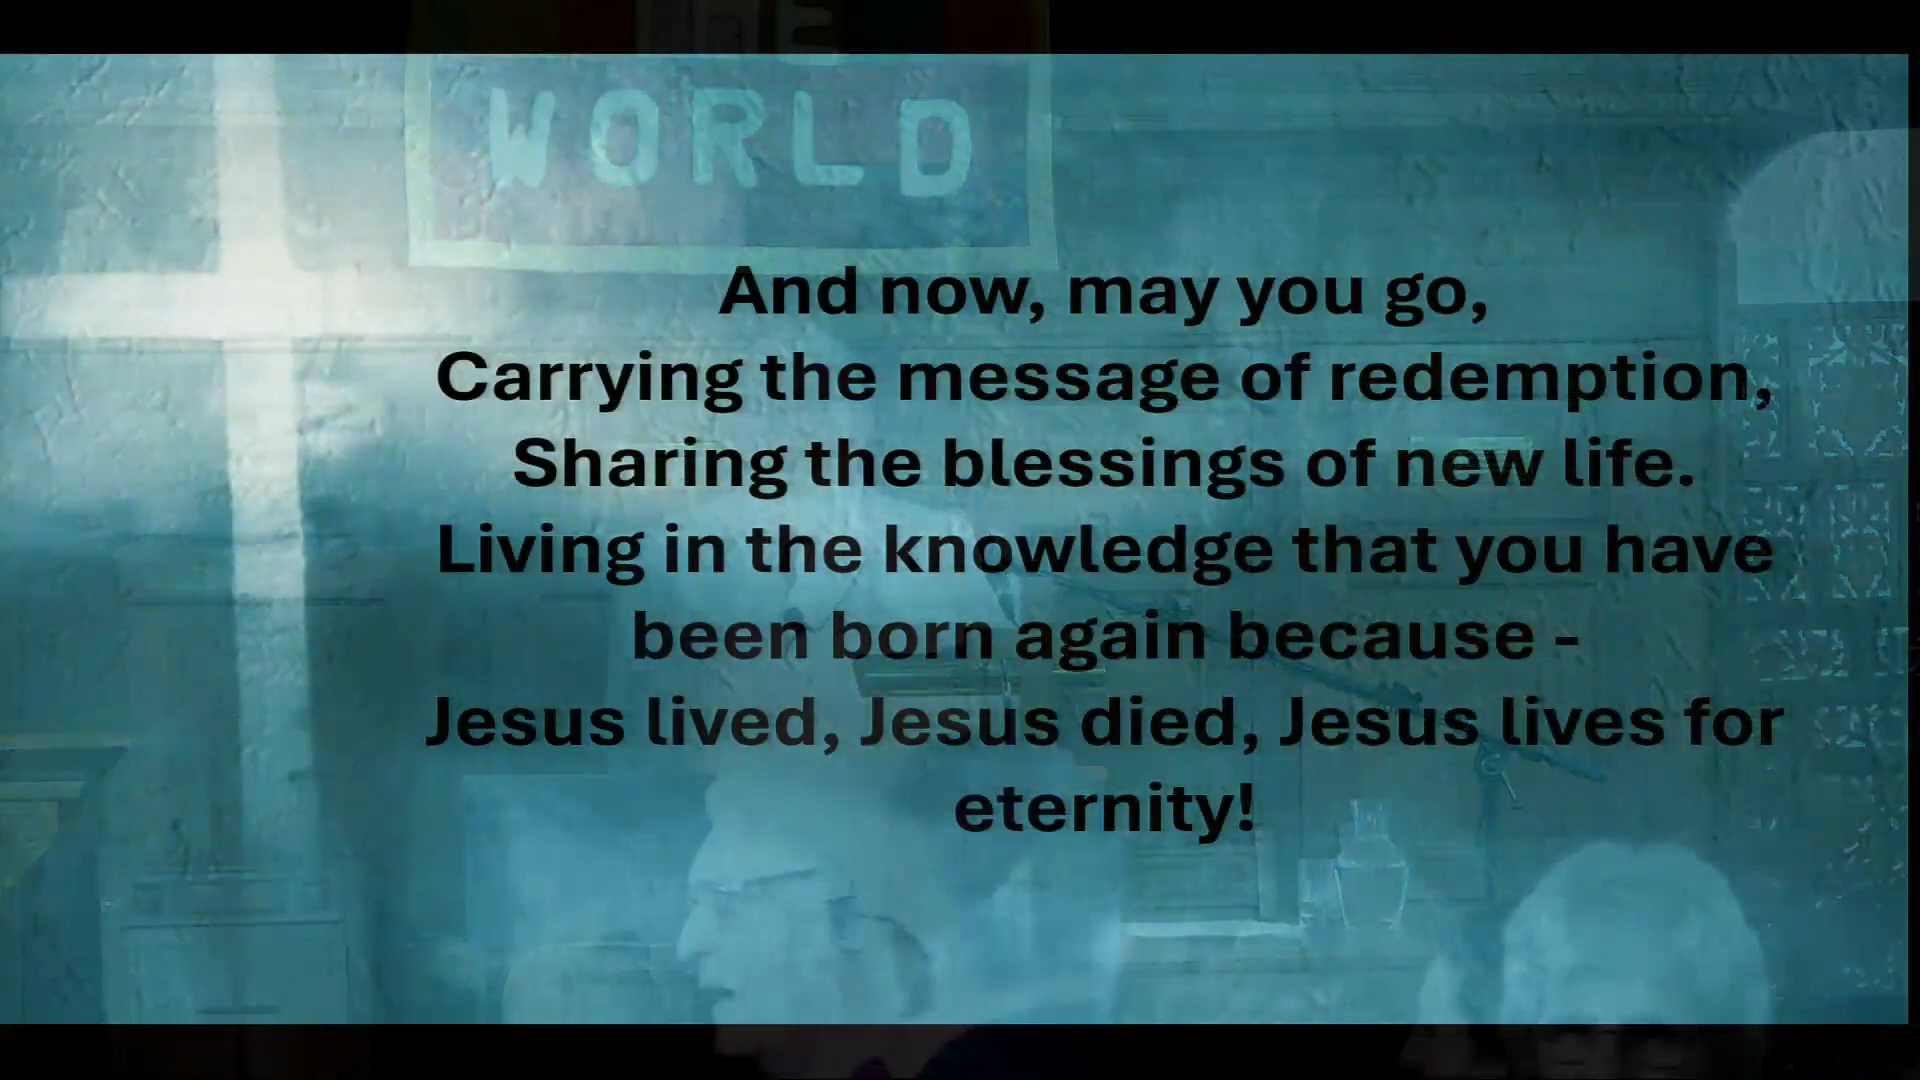 WORLD
And now, may you go,
Carrying the message of redemption,
Sharing the blessings of new life.
Living in the knowledge that you have
been born again because -
Jesus lived, Jesus died, Jesus lives for
eternity!